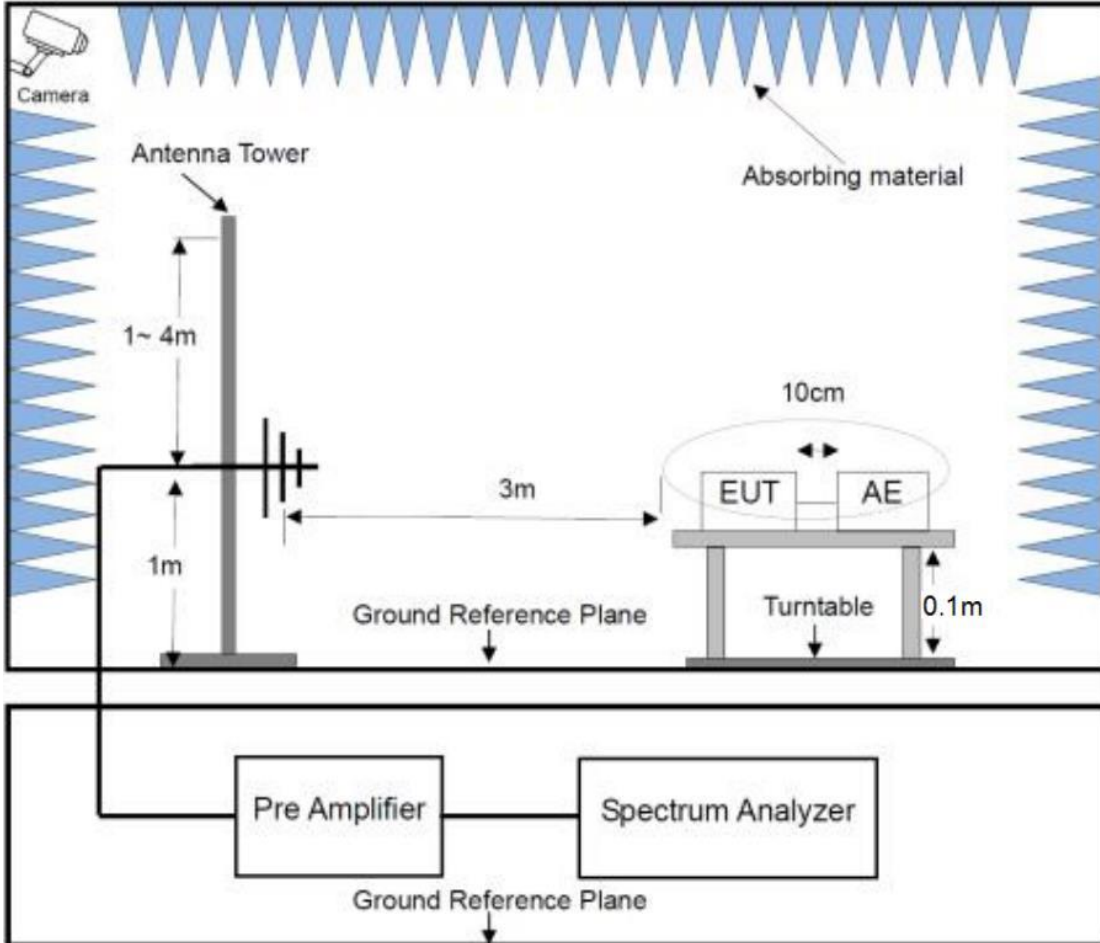 Camera
Antenna Tower
Absorbing material
1~ 4m
10cm
3m
EUT
AE
1m
Ground Reference Plane
Turntable
0.1m
Pre Amplifier
Spectrum Analyzer
Ground Reference Plane